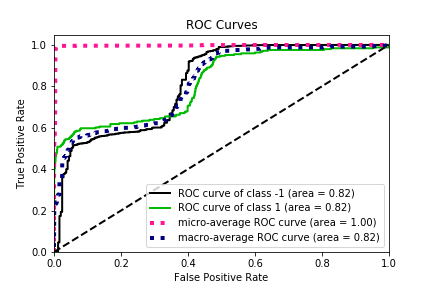 ROC Curves
True Positive Rate
1.0
0.8
0.6
0.4
0.2
0.0
ROC curve of class -1 (area = 0.82)
ROC curve of class 1 (area = 0.82)
micro-average ROC curve (area = 1.00)
macro-average ROC curve (area = 0.82)
0.0 0.2 0.4 0.6 0.8 1.0
False Positive Rate